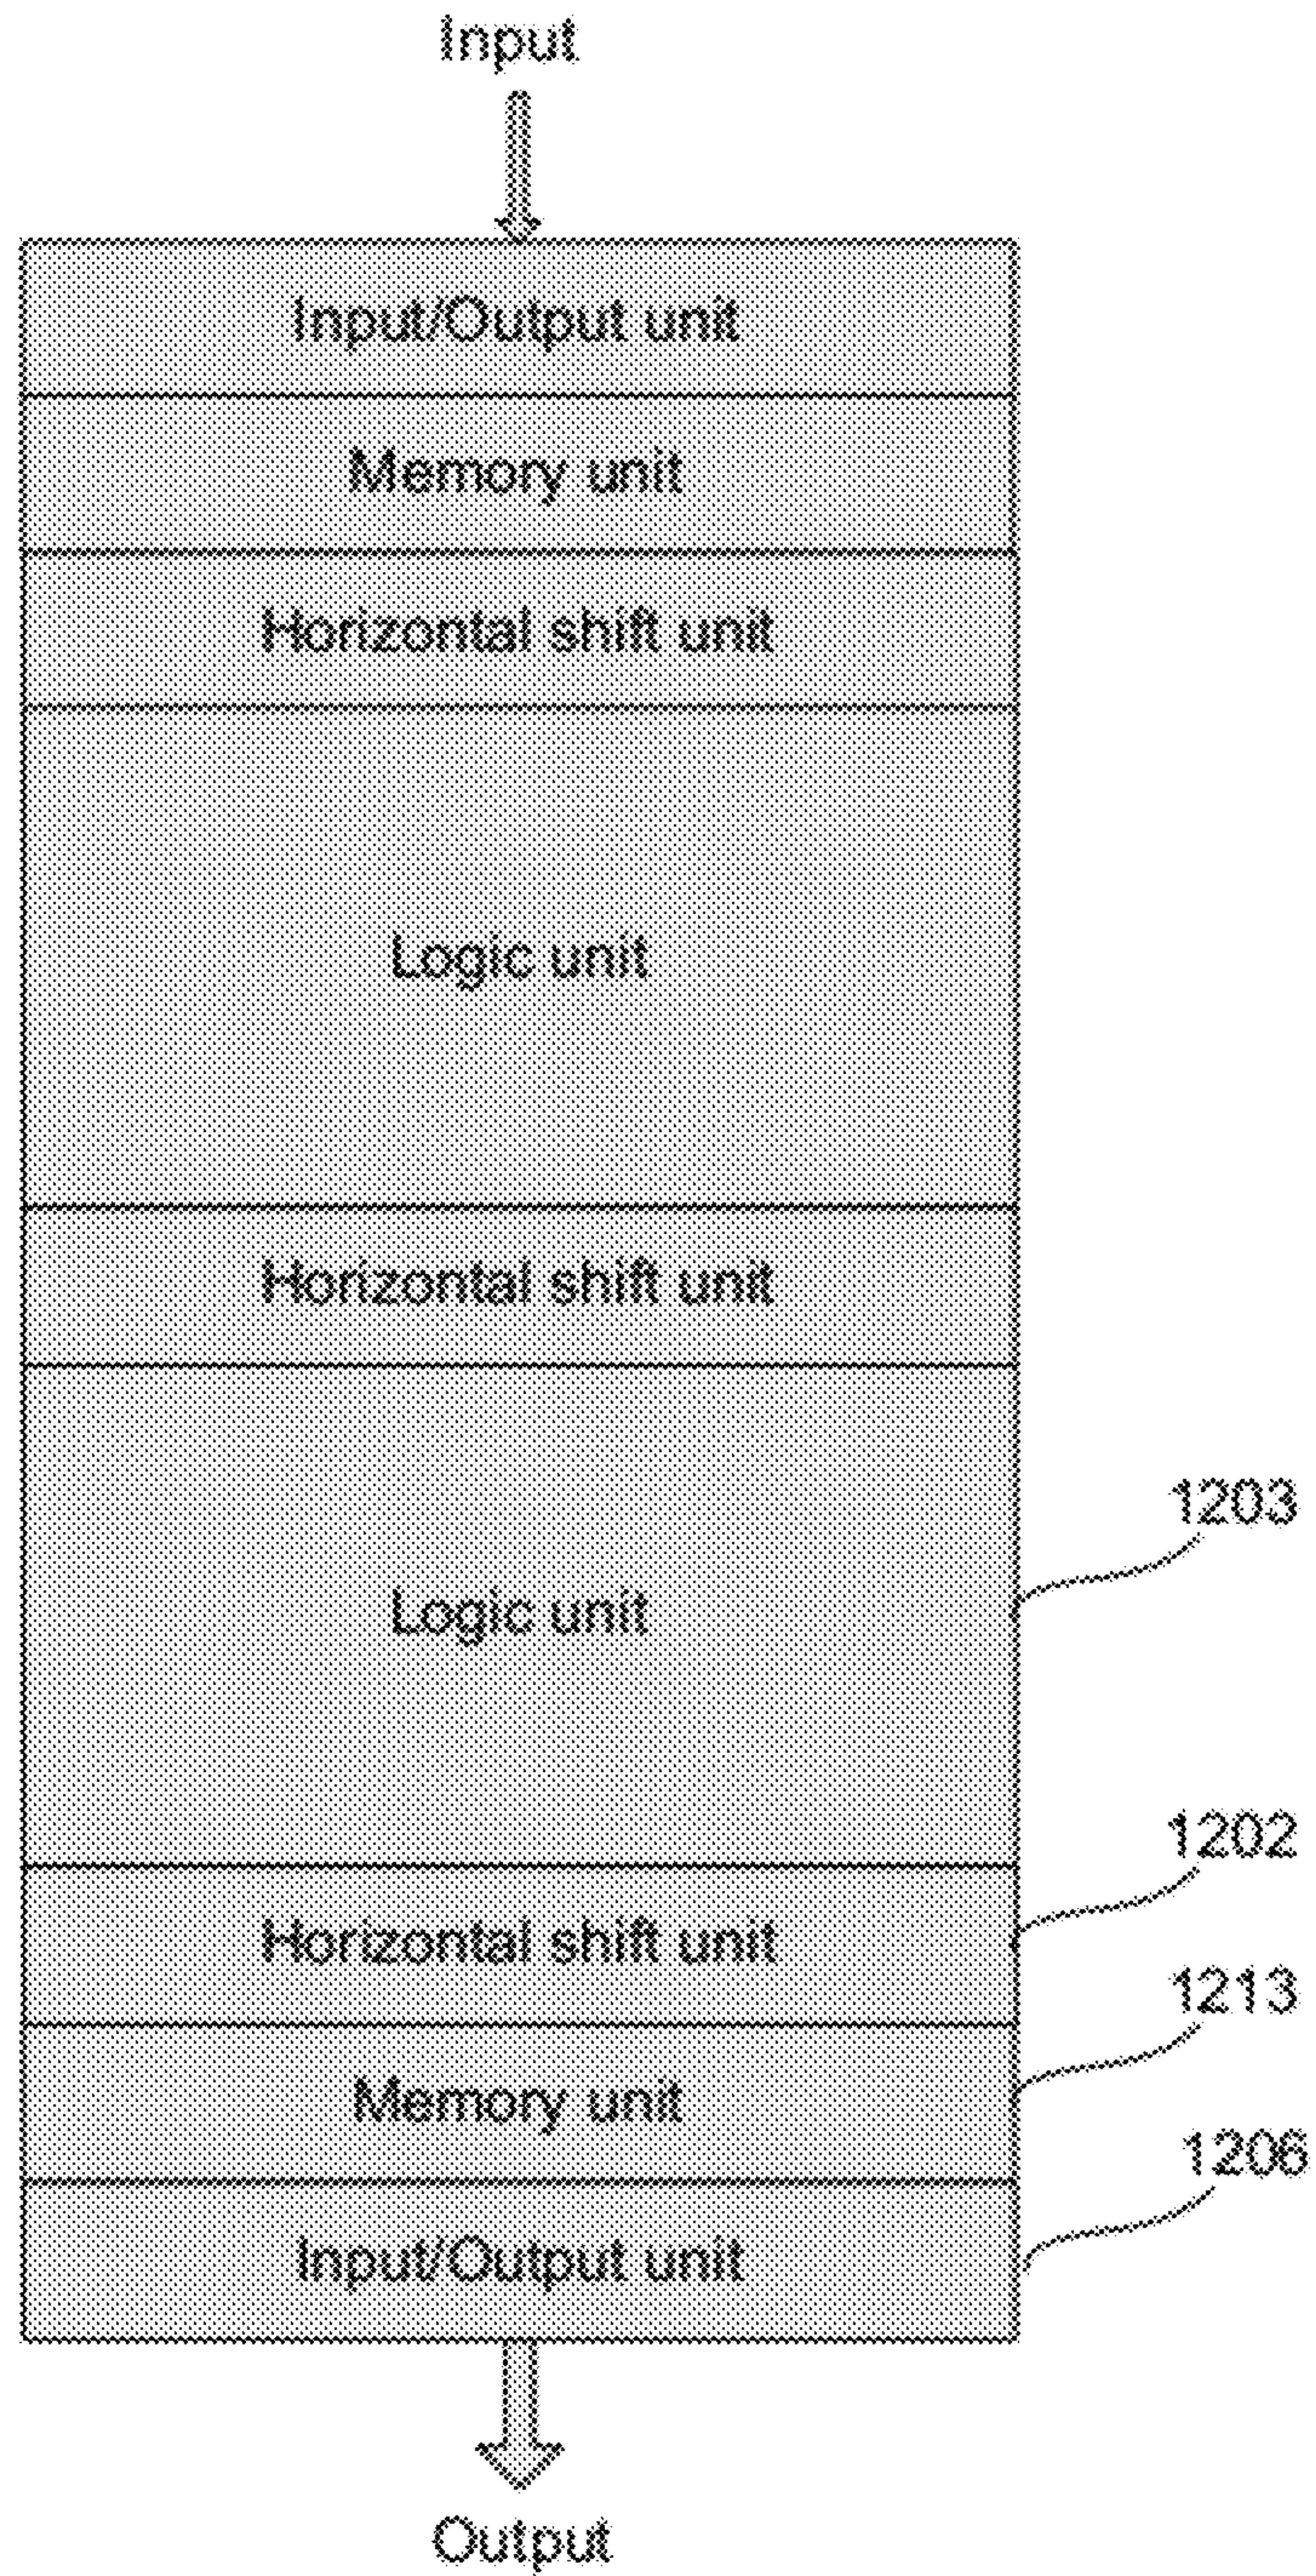 Input
Input/Output unit
Memory unit
Horizontal shift unit
Logic unit
Horizontal shift unit
1203
Logic unit
1202
Horizontal shift unit
1213
Memory unit
1206
Input/Output unit
Output